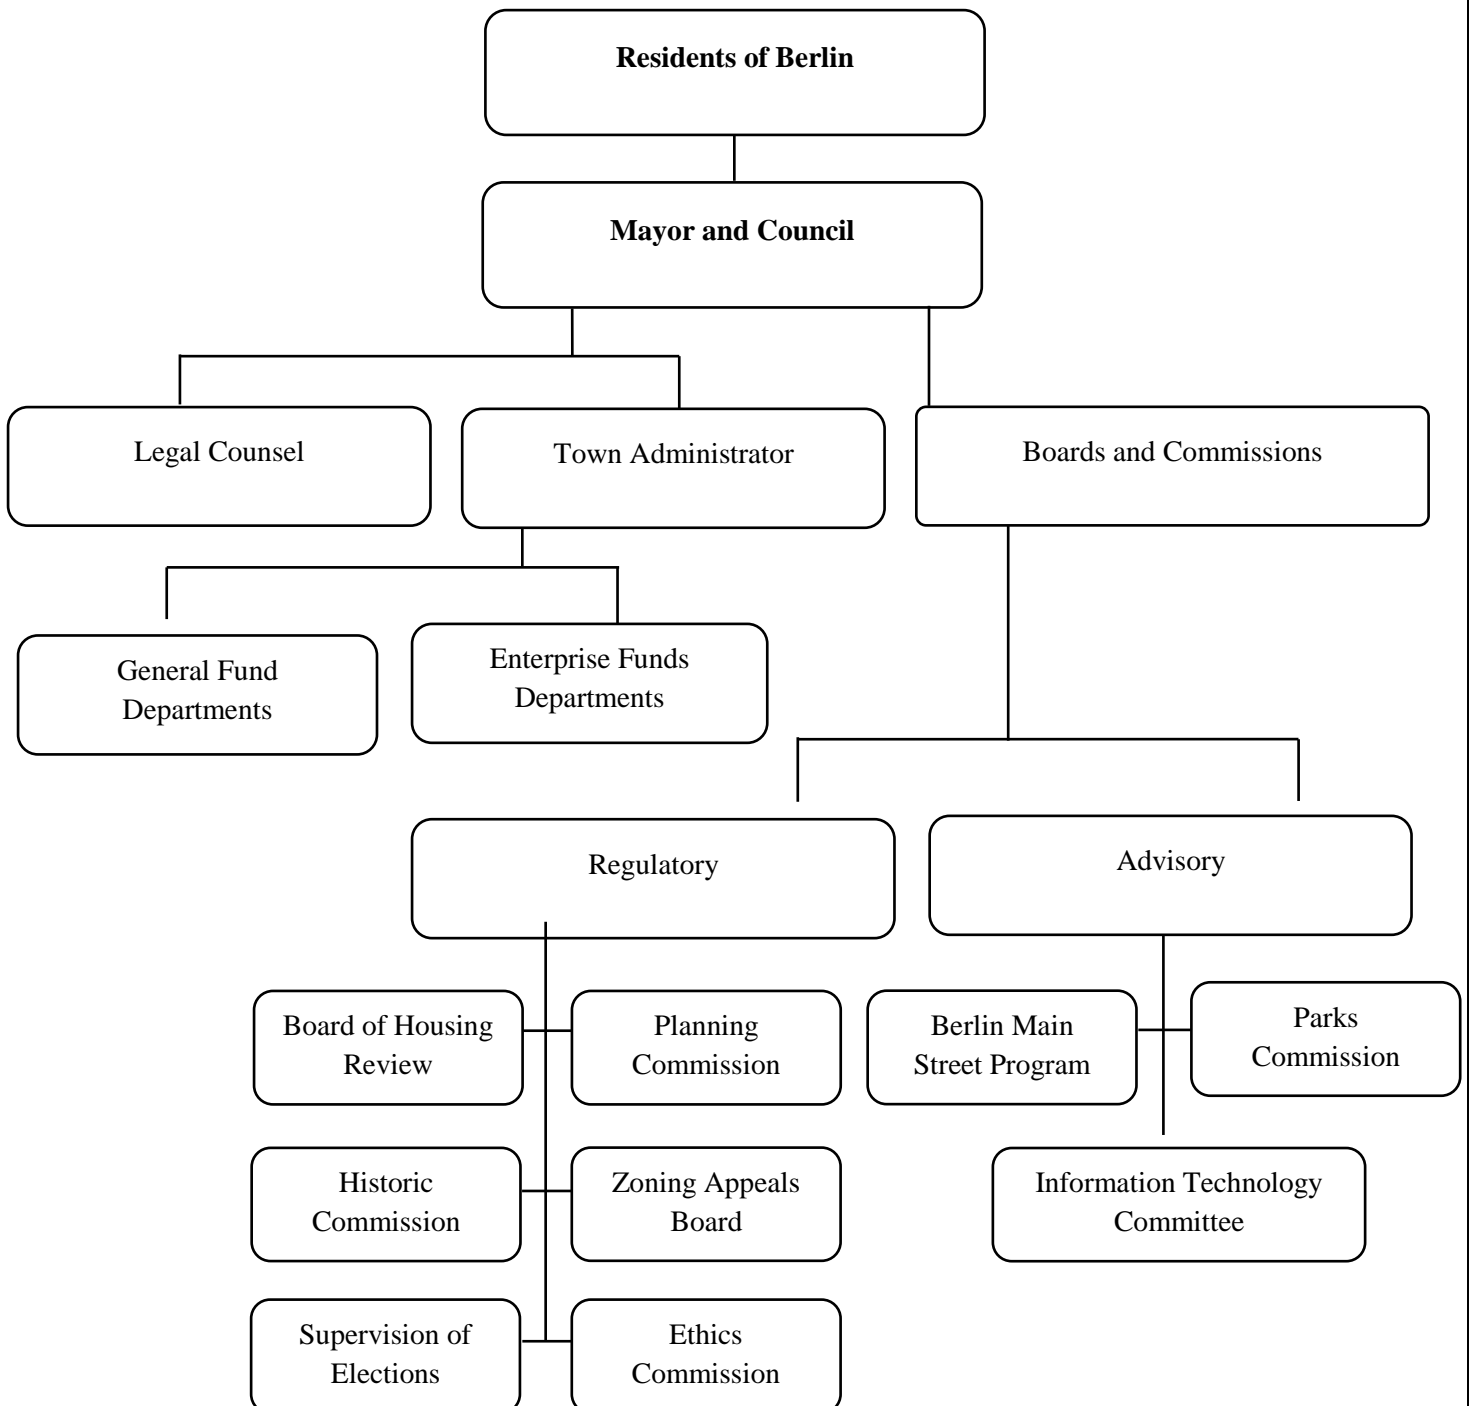 Residents of Berlin
Mayor and Council
Legal Counsel
Town Administrator
Boards and Commissions
General Fund
Departments
Enterprise Funds
Departments
Regulatory
Advisory
Board of Housing
Review
Planning
Commission
Berlin Main
Street Program
Parks
Commission
Historic
Commission
Zoning Appeals
Board
Information Technology
Committee
Supervision of
Elections
Ethics
Commission